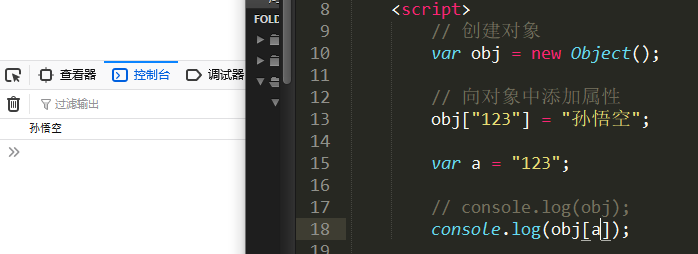 查看器
控制台
调试器
过滤输出
孙悟空
FOLD
8 <script>
9 // 创建对象
10 var obj = new Object();
11
12 // 向对象中添加属性
13 obj["123"] = "孙悟空";
14
15 var a = "123";
16
17 // console.log(obj);
18 console.log(obj[a]);
19